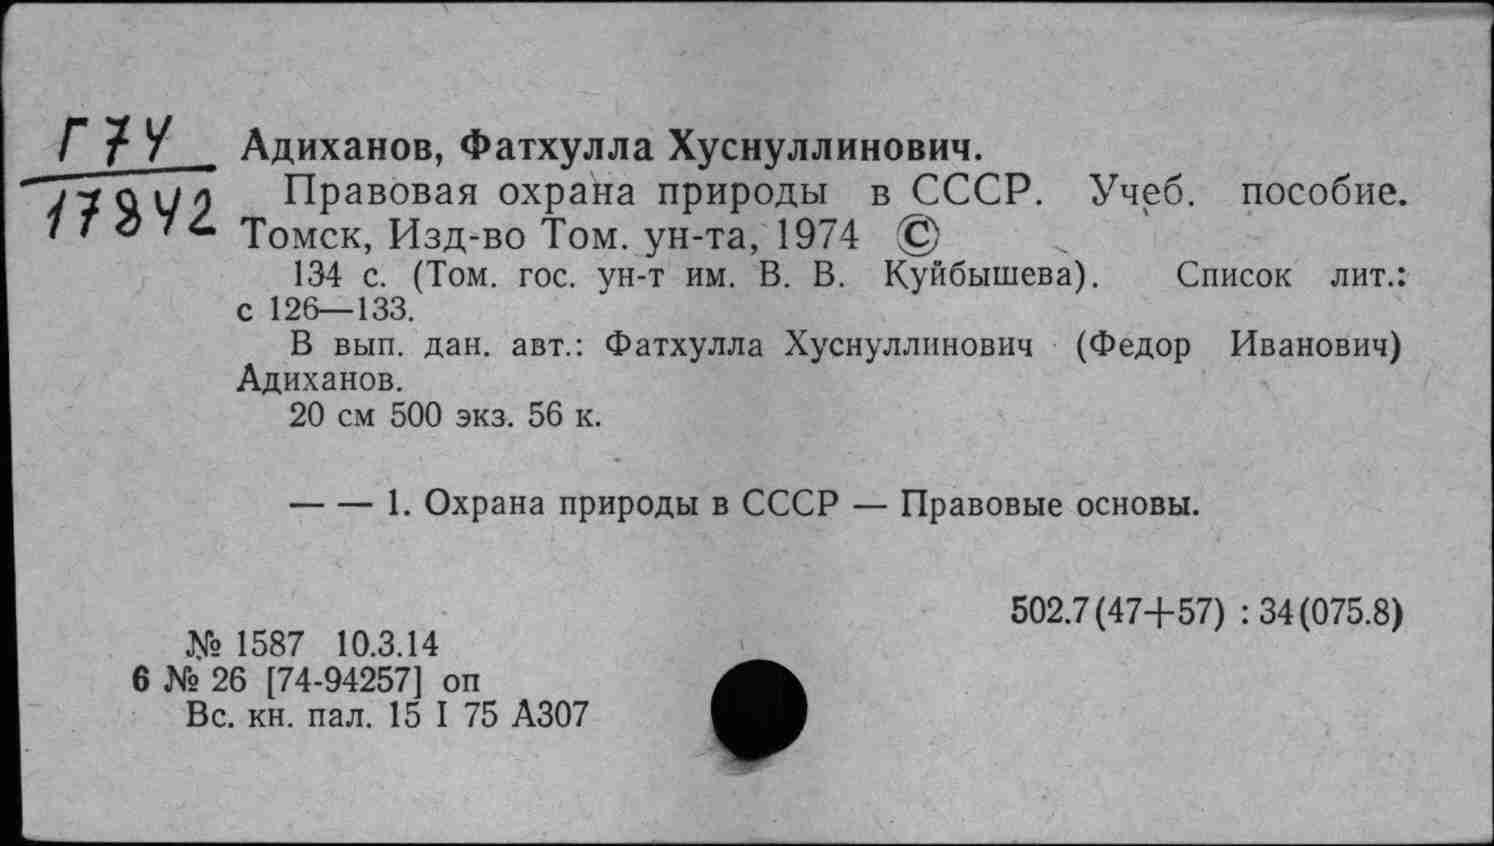 Г74
17842
Адиханов, Фатхулла Хуснуллинович.
Правовая охрана природы в СССР. Учеб. пособие.
Томск, Изд-во Том. ун-та, 1974 ©
134 с. (Том. гос. ун-т им. В. В. Куйбышева). Список лит.:
с 126—133.
В вып. дан. авт.: Фатхулла Хуснуллинович (Федор Иванович)
Адиханов.
20 см 500 экз. 56 к.
— — 1. Охрана природы в СССР — Правовые основы.
502.7(47+57) : 34(075.8)
№ 1587 10.3.14
6 № 26 [74-94257] оп
Вс. кн. пал. 15 I 75 А307